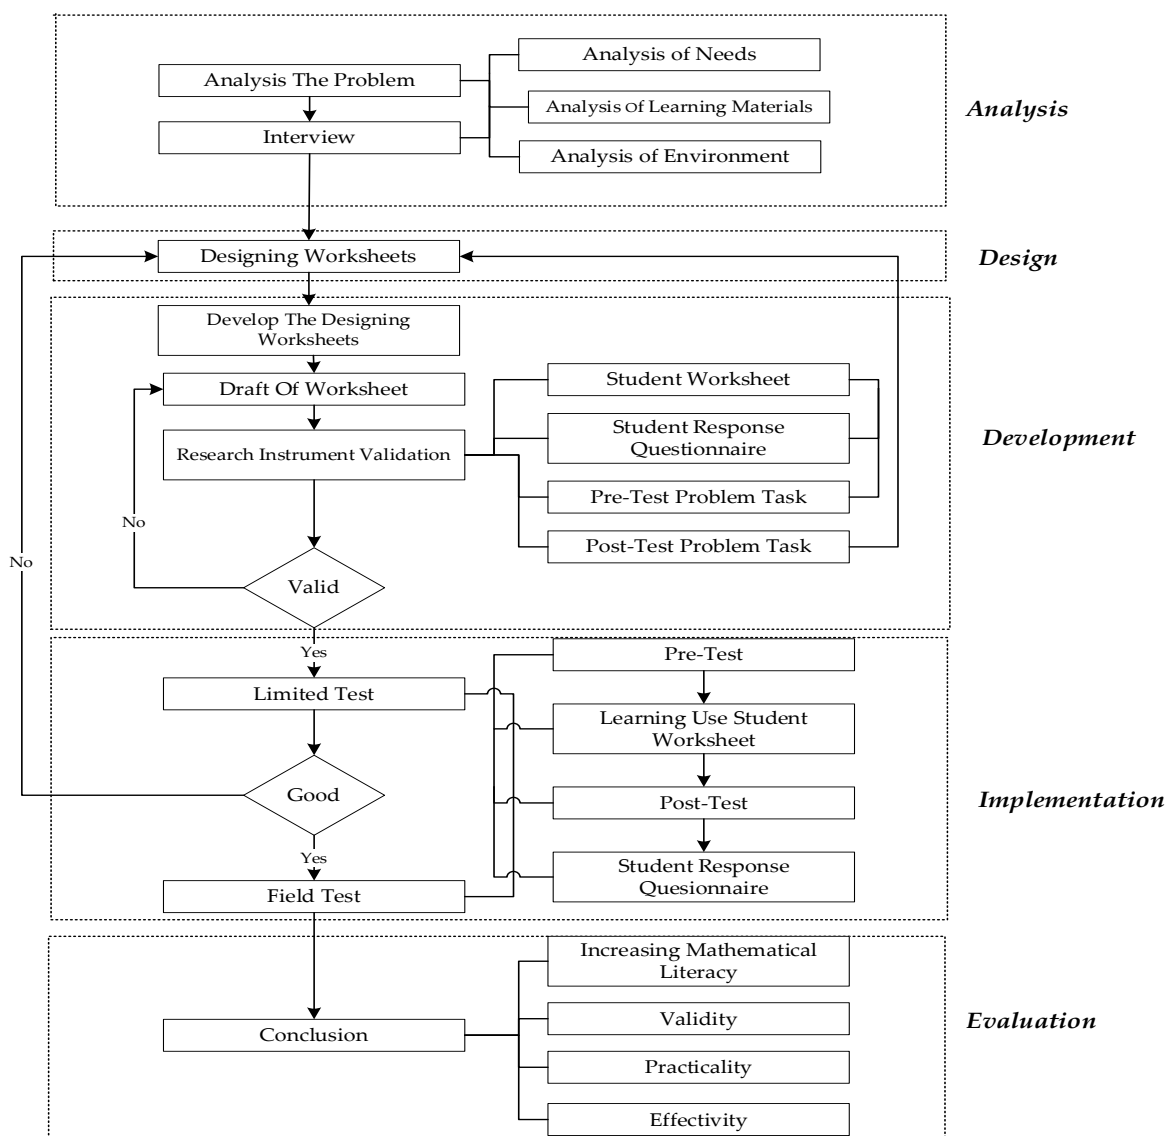 Analysis The Problem
Interview
Analysis of Needs
Analysis Of Learning Materials
Analysis of Environment
Analysis
Designing Worksheets
Design
Develop The Designing
Worksheets
Draft Of Worksheet
Research Instrument Validation
No
No
Valid
Yes
Student Worksheet
Student Response
Questionnaire
Pre-Test Problem Task
Post-Test Problem Task
Development
Limited Test
Good
Yes
Field Test
Pre-Test
Learning Use Student
Worksheet
Post-Test
Student Response
Quesionnaire
Implementation
Conclusion
Increasing Mathematical
Literacy
Validity
Practicality
Effectivity
Evaluation